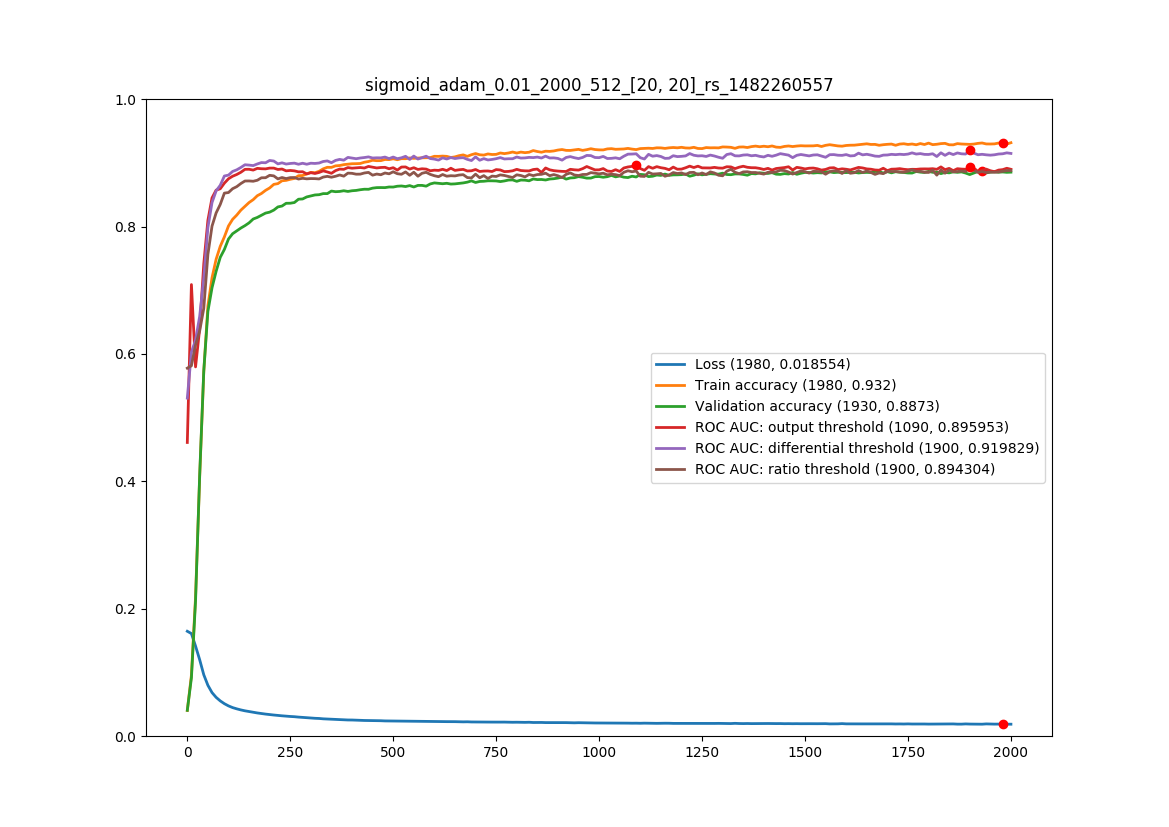 sigmoid_adam_0.01_2000_512_[20, 20]_rs_1482260557
1.0
0.8
0.6
0.4
0.2
0.0
Loss (1980, 0.018554)
Train accuracy (1980, 0.932)
Validation accuracy (1930, 0.8873)
ROC AUC: output threshold (1090, 0.895953)
ROC AUC: differential threshold (1900, 0.919829)
ROC AUC: ratio threshold (1900, 0.894304)
0 250 500 750 1000 1250 1500 1750 2000